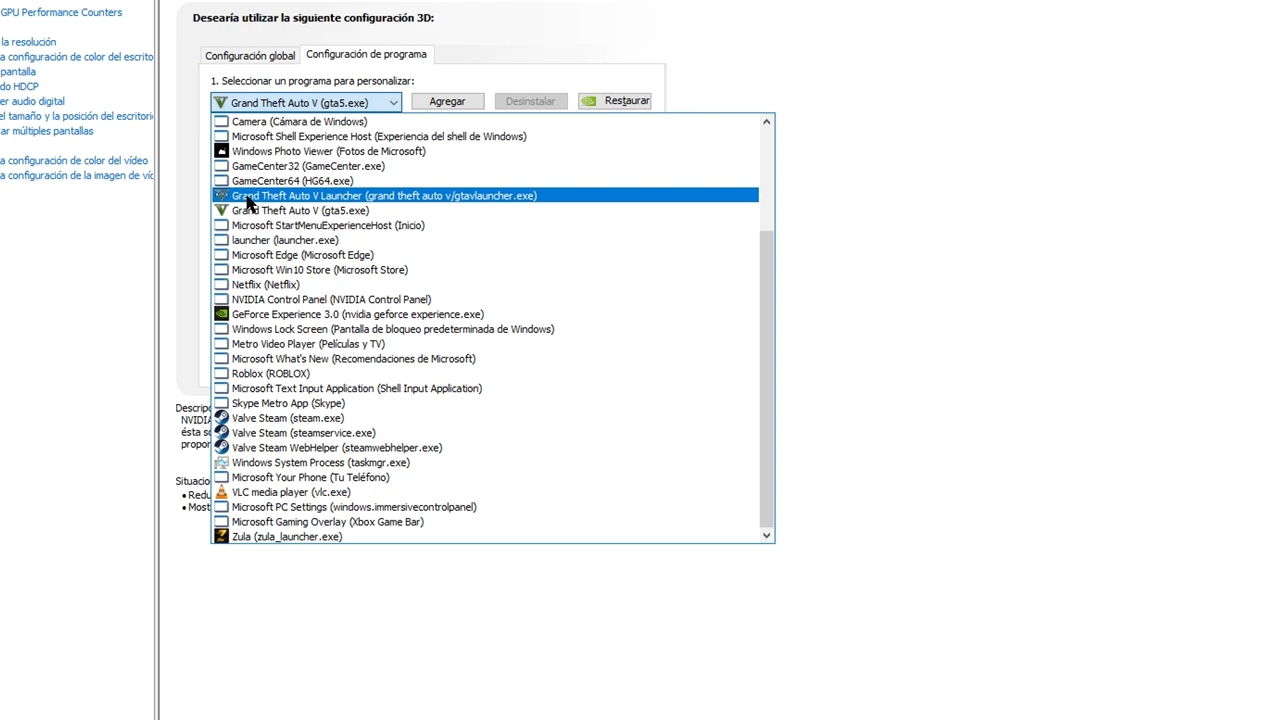 GPU Performance Counters
la resolución
a configuración de color del escrito
pantalla
do HDCP
er audio digital
el tamaño y la posición del escritorio
ar múltiples pantallas
a configuración de color del vídeo
a configuración de la imagen de víd
Desearía utilizar la siguiente configuración 3D:
Configuración global
Configuración de programa
1. Seleccionar un programa para personalizar:
Grand Theft Auto V (gta5.exe)
Agregar
Desinstalar
Restaurar
Camera (Cámara de Windows)
Microsoft Shell Experience Host (Experiencia del shell de Windows)
Windows Photo Viewer (Fotos de Microsoft)
GameCenter32 (GameCenter.exe)
GameCenter64 (HG64.exe)
Grand Theft Auto V Launcher (grand theft auto v/gtavlauncher.exe)
Grand Theft Auto V (gta5.exe)
Microsoft StartMenuExperienceHost (Inicio)
launcher (launcher.exe)
Microsoft Edge (Microsoft Edge)
Microsoft Win10 Store (Microsoft Store)
Netflix (Netflix)
NVIDIA Control Panel (NVIDIA Control Panel)
GeForce Experience 3.0 (nvidia geforce experience.exe)
Windows Lock Screen (Pantalla de bloqueo predeterminada de Windows)
Metro Video Player (Películas y TV)
Microsoft What's New (Recomendaciones de Microsoft)
Roblox (ROBLOX)
Microsoft Text Input Application (Shell Input Application)
Skype Metro App (Skype)
Valve Steam (steam.exe)
Valve Steam (steamservice.exe)
Valve Steam WebHelper (steamwebhelper.exe)
Windows System Process (taskmgr.exe)
Microsoft Your Phone (Tu Teléfono)
VLC media player (vlc.exe)
Microsoft PC Settings (windows.immersivecontrolpanel)
Microsoft Gaming Overlay (Xbox Game Bar)
Zula (zula_launcher.exe)
Descripc
NVIDIA
ésta so
propor
Situacio
• Redu
• Most